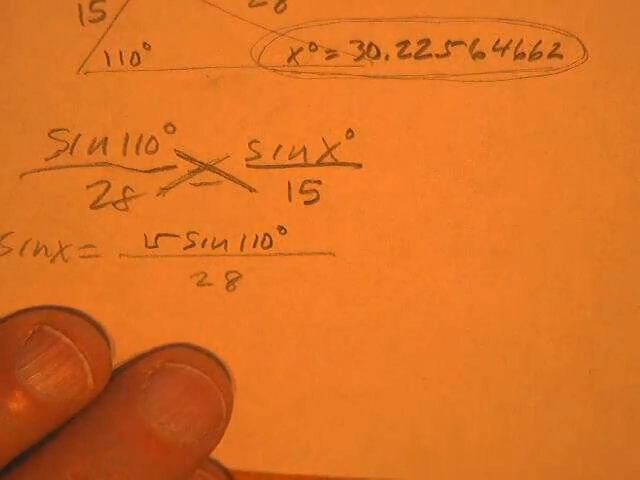 15 28
110° x° = 30.22564662
sin 110° sin x°
28 15
sin x = 15 sin 110°
28